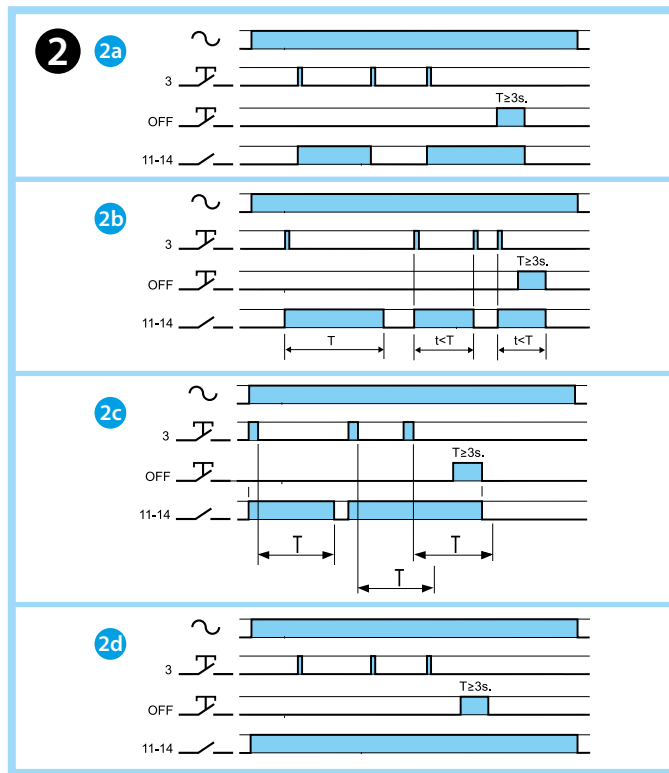 2
2a
3
T≥3s.
OFF
11-14
2b
3
T≥3s.
OFF
11-14
T t<T t<T
2c
3
T≥3s.
OFF
11-14
T T
T
2d
3
T≥3s.
OFF
11-14